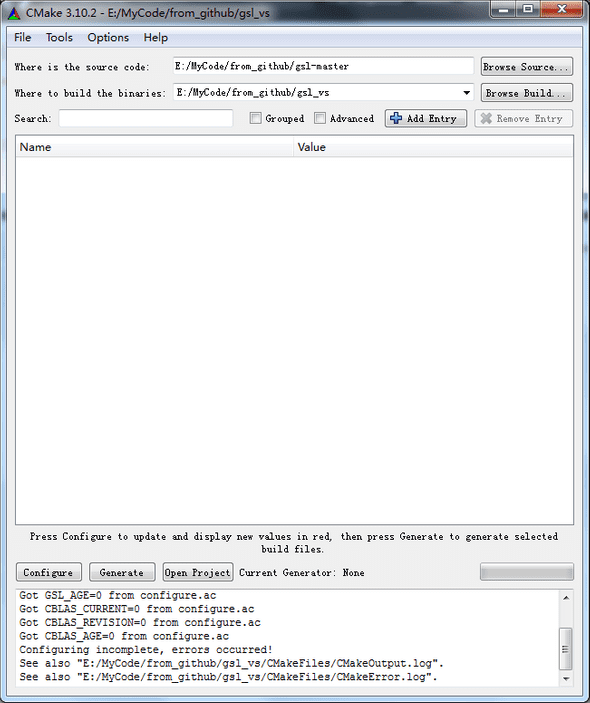 CMake 3.10.2 - E:/MyCode/from_github/gsl_vs
File Tools Options Help
Where is the source code: E:/MyCode/from_github/gsl-master Browse Source...
Where to build the binaries: E:/MyCode/from_github/gsl_vs Browse Build...
Search: Grouped Advanced Add Entry Remove Entry
Name Value
Press Configure to update and display new values in red, then press Generate to generate selected
build files.
Configure Generate Open Project Current Generator: None
Got GSL_AGE=0 from configure.ac
Got CBLAS_CURRENT=0 from configure.ac
Got CBLAS_REVISION=0 from configure.ac
Got CBLAS_AGE=0 from configure.ac
Configuring incomplete, errors occurred!
See also "E:/MyCode/from_github/gsl_vs/CMakeFiles/CMakeOutput.log".
See also "E:/MyCode/from_github/gsl_vs/CMakeFiles/CMakeError.log".